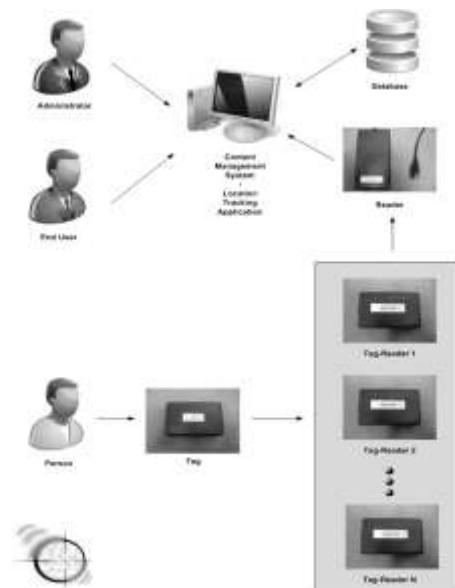 Administrator
Database
Content
Management
System
-
Location
Tracking
Application
Reader
End User
Tag-Reader 1
Person
Tag
Tag-Reader 2
Tag-Reader N